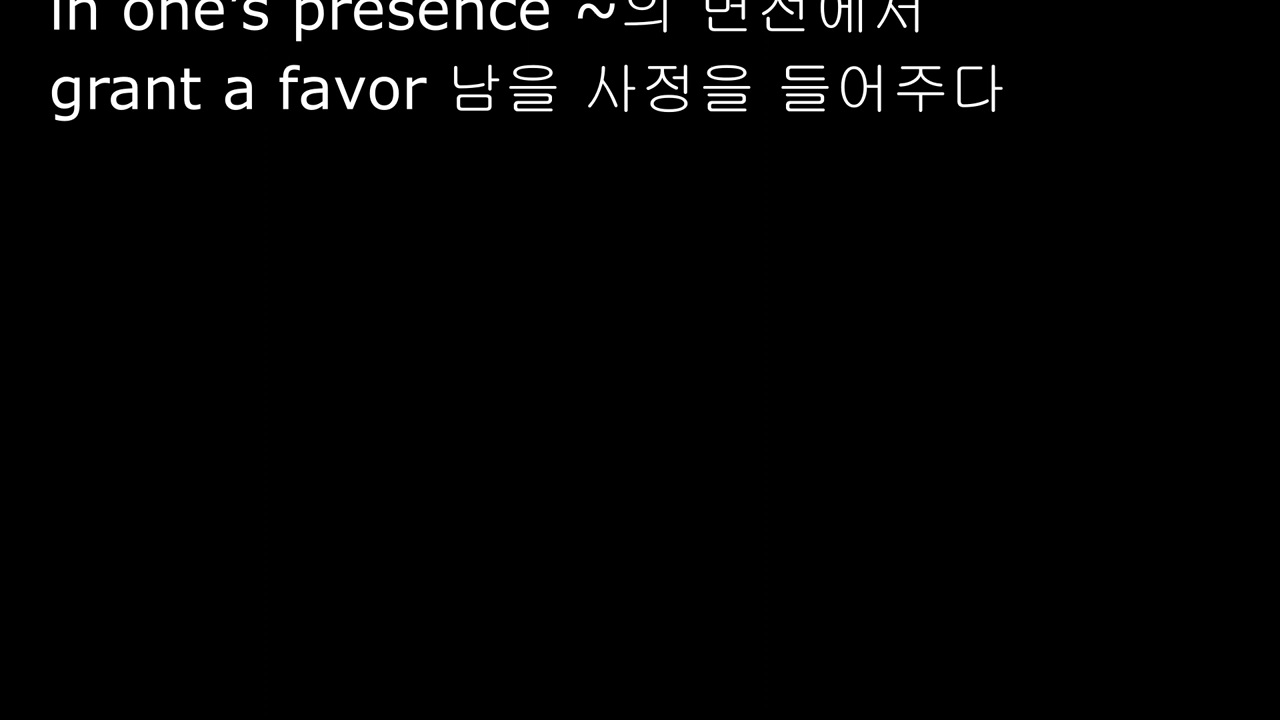 in one's presence ~의 면전에서
grant a favor 남을 사정을 들어주다